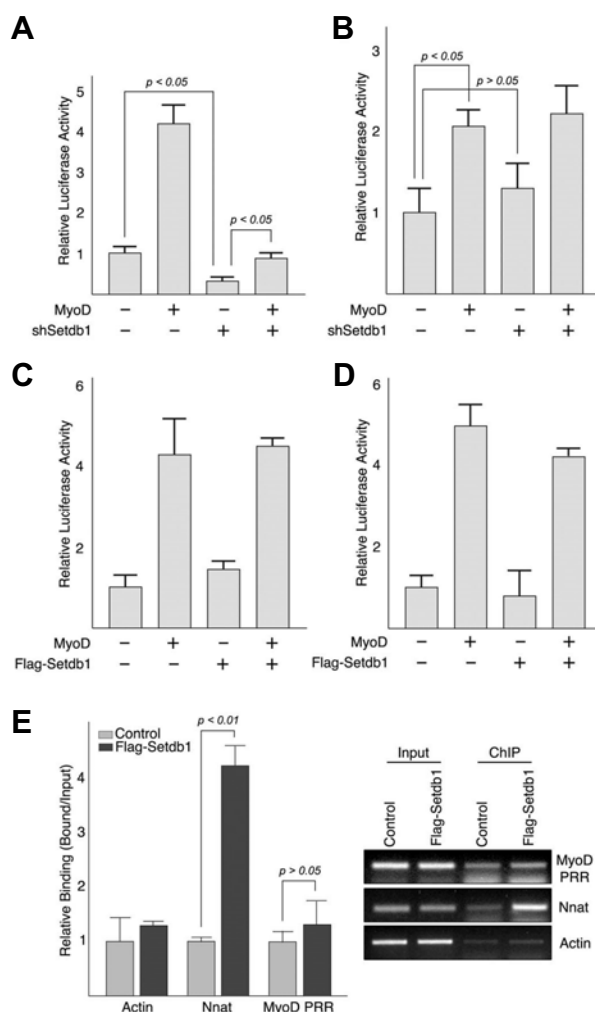 A
Relative Luciferase Activity
5
4
3
2
1
p < 0.05
p < 0.05
MyoD − + − +
shSetdb1 − − + +
B
Relative Luciferase Activity
3
2
1
p < 0.05
p > 0.05
MyoD − + − +
shSetdb1 − − + +
C
Relative Luciferase Activity
6
4
2
MyoD − + − +
Flag-Setdb1 − − + +
D
Relative Luciferase Activity
6
4
2
MyoD − + − +
Flag-Setdb1 − − + +
E
Relative Binding (Bound/Input)
4
3
2
1
Control
Flag-Setdb1
p < 0.01
p > 0.05
Actin Nnat MyoD PRR
Input ChIP
Control Flag-Setdb1 Control Flag-Setdb1
MyoD
PRR
Nnat
Actin